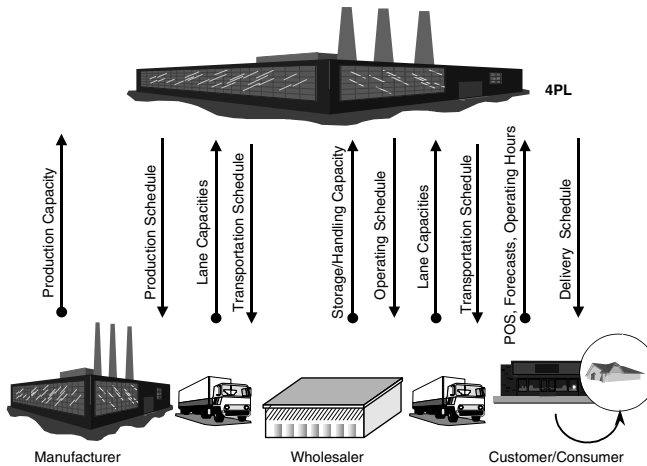 4PL
Production Capacity
Production Schedule
Lane Capacities
Transportation Schedule
Storage/Handling Capacity
Operating Schedule
Lane Capacities
Transportation Schedule
POS, Forecasts, Operating Hours
Delivery Schedule
Manufacturer
Wholesaler
Customer/Consumer